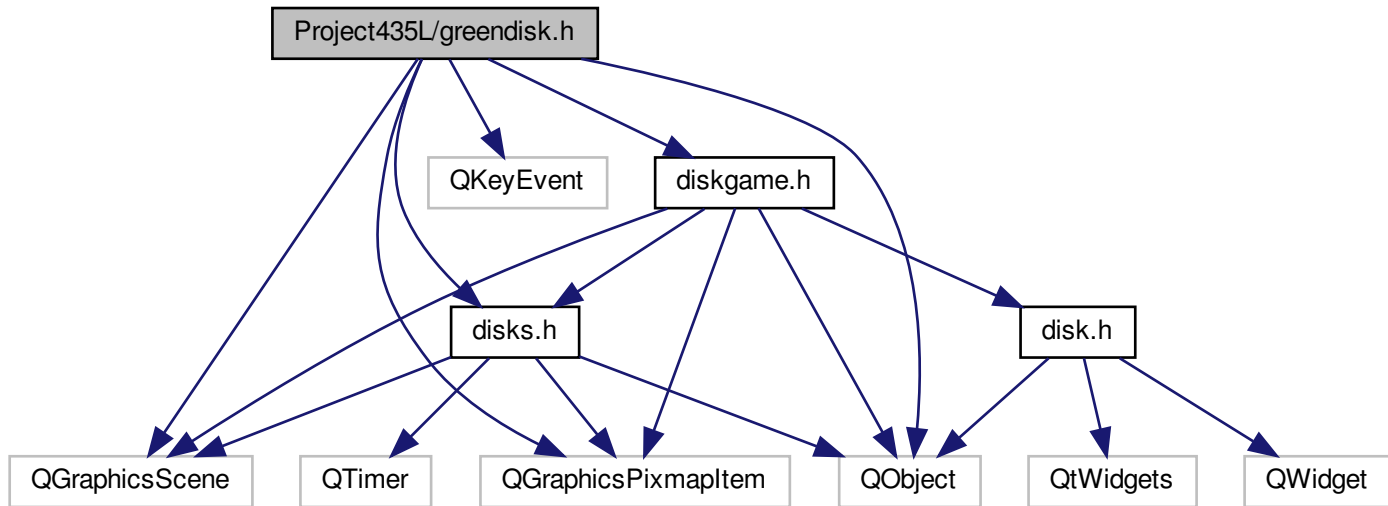 Project435L/greendisk.h
QKeyEvent
diskgame.h
disks.h
disk.h
QGraphicsScene
QTimer
QGraphicsPixmapItem
QObject
QtWidgets
QWidget